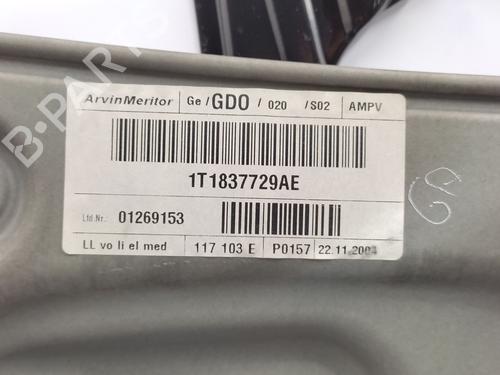 B-PARTS
ArvinMeritor Ge / GDO / 020 / S02 AMPV
1T1837729AE
Lfd.Nr.: 01269153
LL vo li el med 117 103 E P0157 22.11.2004